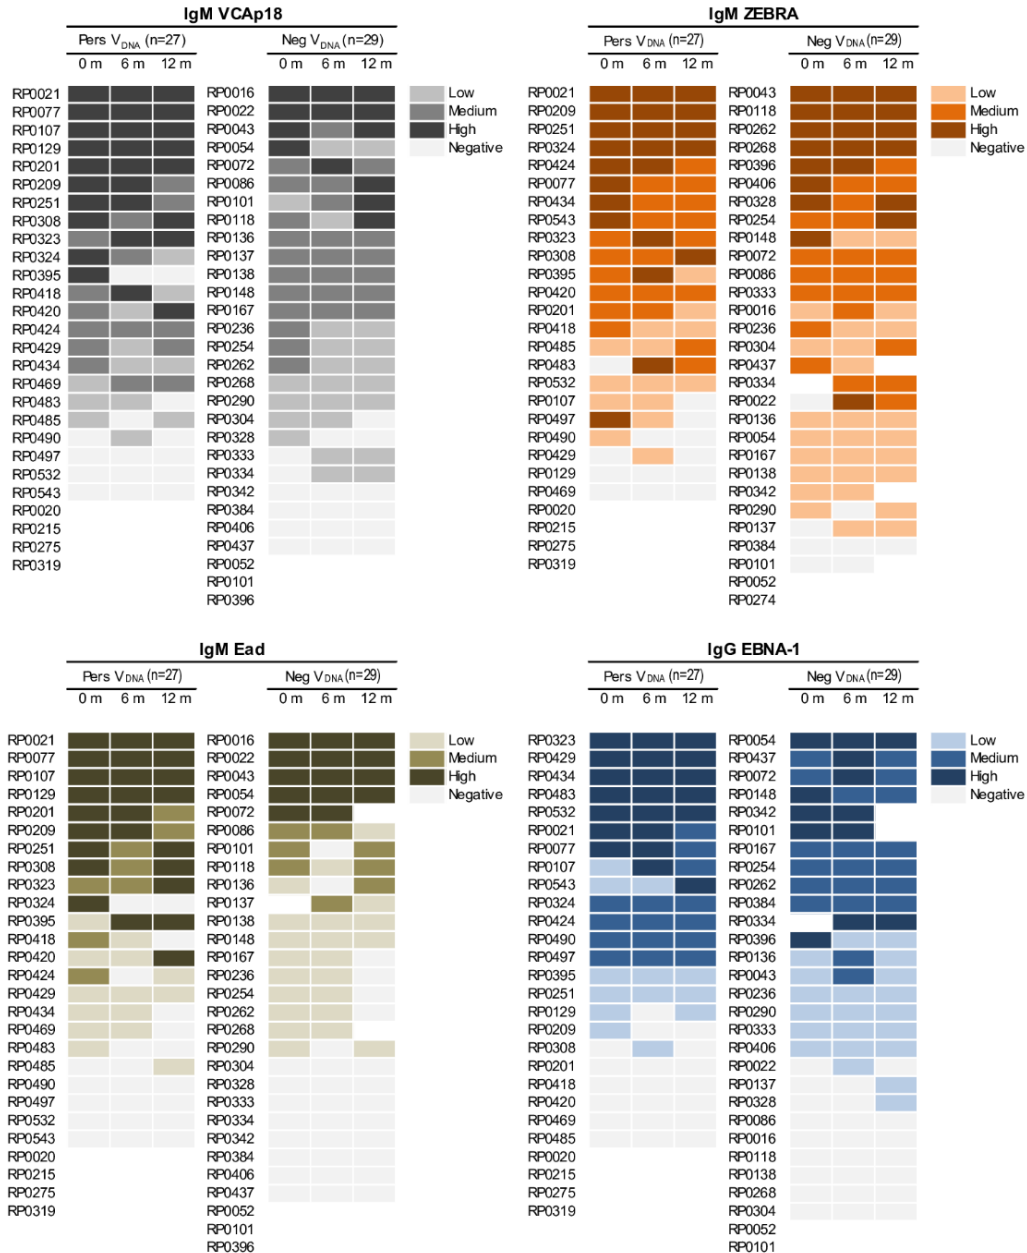 IgM VCAp18
Pers VDNA (n=27) Neg VDNA (n=29)
0 m 6 m 12 m 0 m 6 m 12 m
RP0021 RP0016 Low
RP0077 RP0022 Medium
RP0107 RP0043 High
RP0129 RP0054 Negative
RP0201 RP0072
RP0209 RP0086
RP0251 RP0101
RP0308 RP0118
RP0323 RP0136
RP0324 RP0137
RP0395 RP0138
RP0418 RP0148
RP0420 RP0167
RP0424 RP0236
RP0429 RP0254
RP0434 RP0262
RP0469 RP0268
RP0483 RP0290
RP0485 RP0304
RP0490 RP0328
RP0497 RP0333
RP0532 RP0334
RP0543 RP0342
RP0020 RP0384
RP0215 RP0406
RP0275 RP0437
RP0319 RP0052
RP0101
RP0396
IgM ZEBRA
Pers VDNA (n=27) Neg VDNA (n=29)
0 m 6 m 12 m 0 m 6 m 12 m
RP0021 RP0043 Low
RP0209 RP0118 Medium
RP0251 RP0262 High
RP0324 RP0268 Negative
RP0424 RP0396
RP0077 RP0406
RP0434 RP0328
RP0543 RP0254
RP0323 RP0148
RP0308 RP0072
RP0395 RP0086
RP0420 RP0333
RP0201 RP0016
RP0418 RP0236
RP0485 RP0304
RP0483 RP0437
RP0532 RP0334
RP0107 RP0022
RP0497 RP0136
RP0490 RP0054
RP0429 RP0167
RP0129 RP0138
RP0469 RP0342
RP0020 RP0290
RP0215 RP0137
RP0275 RP0384
RP0319 RP0101
RP0052
RP0274
IgM Ead
Pers VDNA (n=27) Neg VDNA (n=29)
0 m 6 m 12 m 0 m 6 m 12 m
RP0021 RP0016 Low
RP0077 RP0022 Medium
RP0107 RP0043 High
RP0129 RP0054 Negative
RP0201 RP0072
RP0209 RP0086
RP0251 RP0101
RP0308 RP0118
RP0323 RP0136
RP0324 RP0137
RP0395 RP0138
RP0418 RP0148
RP0420 RP0167
RP0424 RP0236
RP0429 RP0254
RP0434 RP0262
RP0469 RP0268
RP0483 RP0290
RP0485 RP0304
RP0490 RP0328
RP0497 RP0333
RP0532 RP0334
RP0543 RP0342
RP0020 RP0384
RP0215 RP0406
RP0275 RP0437
RP0319 RP0052
RP0101
RP0396
IgG EBNA-1
Pers VDNA (n=27) Neg VDNA (n=29)
0 m 6 m 12 m 0 m 6 m 12 m
RP0323 RP0054 Low
RP0429 RP0437 Medium
RP0434 RP0072 High
RP0483 RP0148 Negative
RP0532 RP0342
RP0021 RP0101
RP0077 RP0167
RP0107 RP0254
RP0543 RP0262
RP0324 RP0384
RP0424 RP0334
RP0490 RP0396
RP0497 RP0136
RP0395 RP0043
RP0251 RP0236
RP0129 RP0290
RP0209 RP0333
RP0308 RP0406
RP0201 RP0022
RP0418 RP0137
RP0420 RP0328
RP0469 RP0086
RP0485 RP0016
RP0020 RP0118
RP0215 RP0138
RP0275 RP0268
RP0319 RP0304
RP0052
RP0101